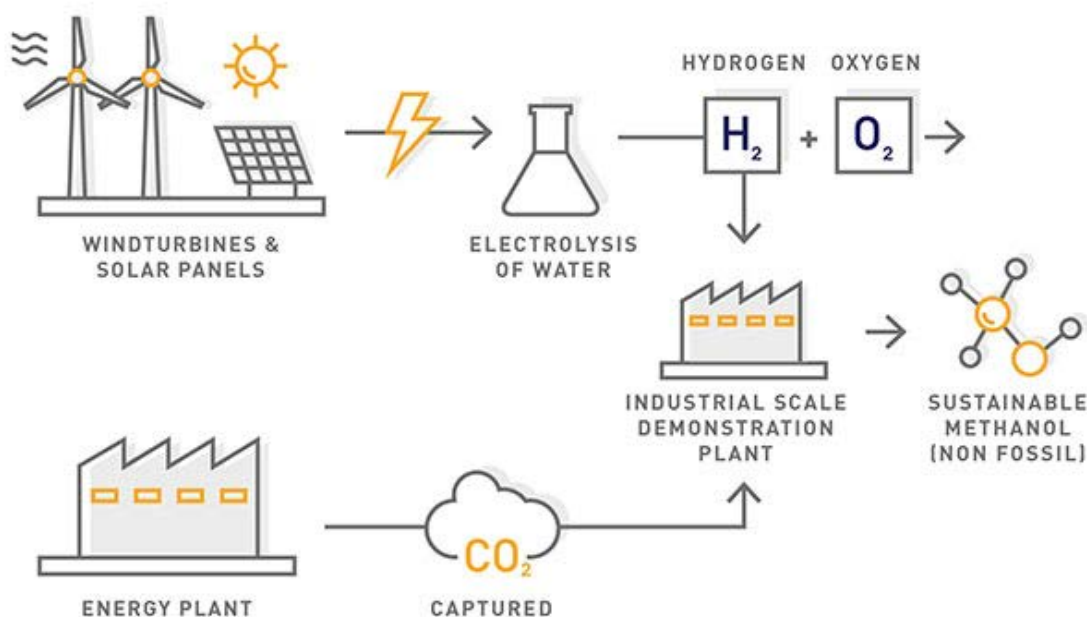 HYDROGEN OXYGEN
H2 + O2
WINDTURBINES &
SOLAR PANELS
ELECTROLYSIS
OF WATER
INDUSTRIAL SCALE
DEMONSTRATION
PLANT
SUSTAINABLE
METHANOL
(NON FOSSIL)
CO2
ENERGY PLANT
CAPTURED